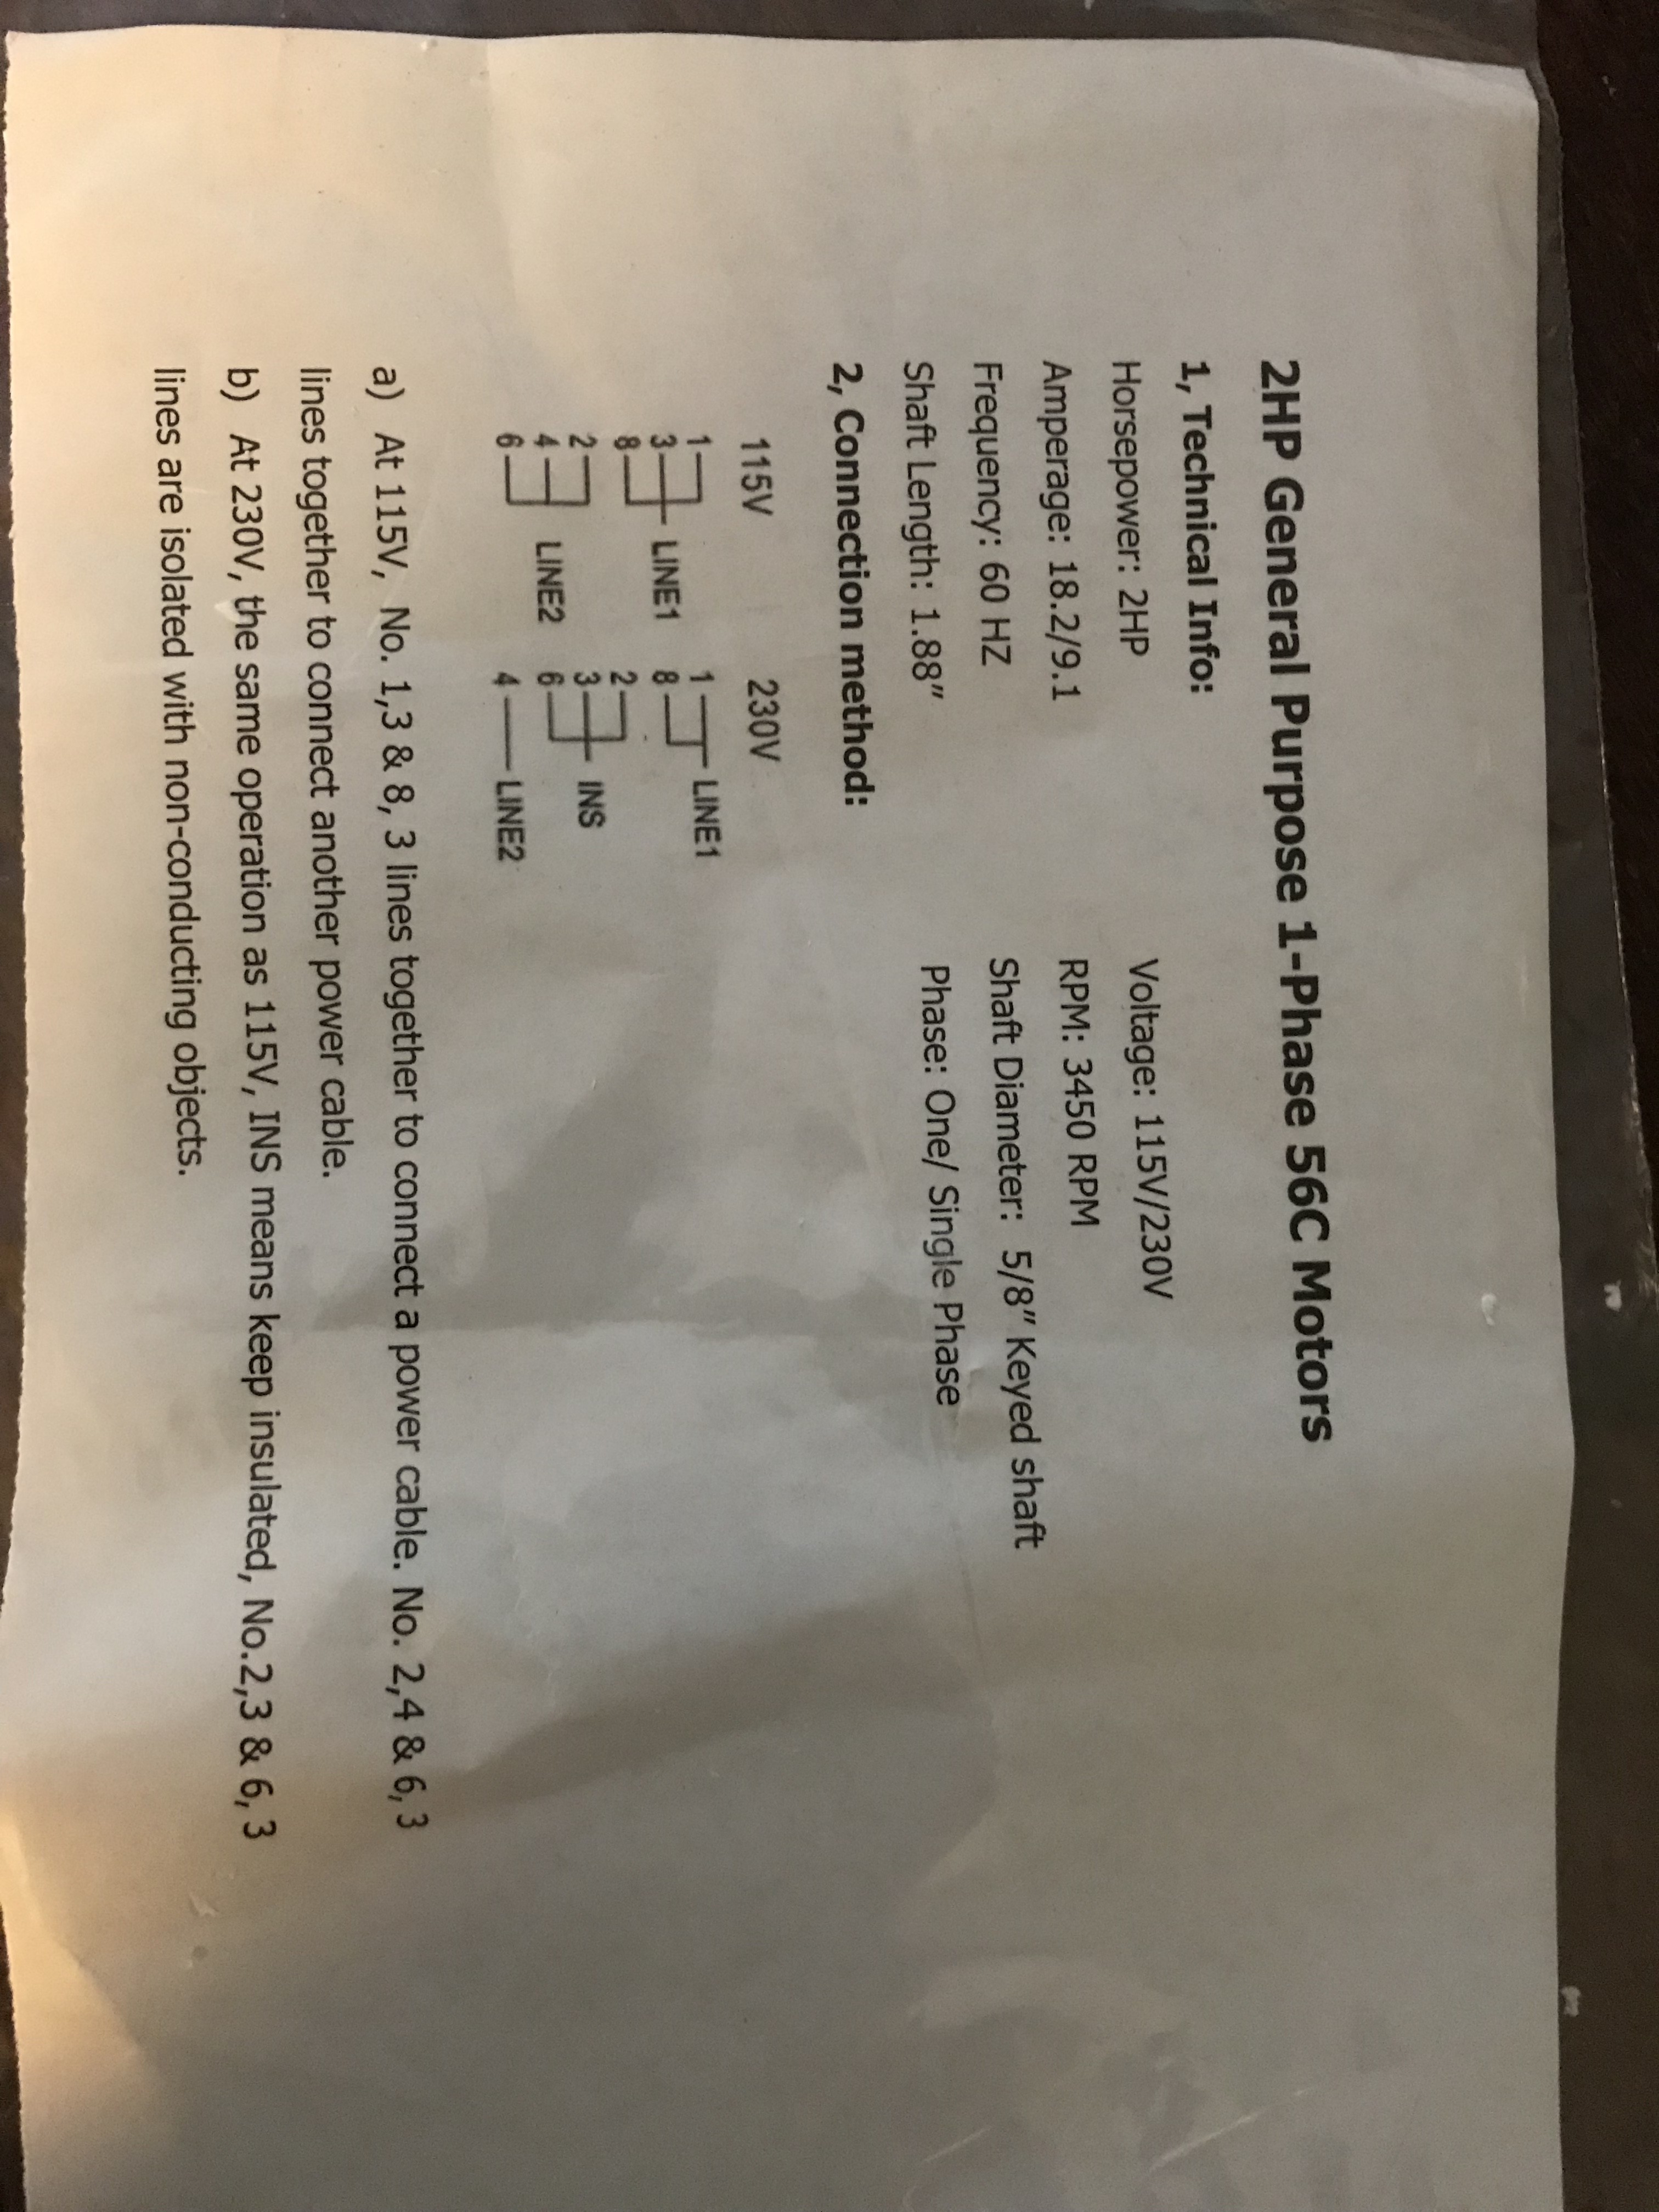 2HP General Purpose 1-Phase 56C Motors
1, Technical Info:
Horsepower: 2HP Voltage: 115V/230V
Amperage: 18.2/9.1 RPM: 3450 RPM
Frequency: 60 HZ Shaft Diameter: 5/8″ Keyed shaft
Shaft Length: 1.88″ Phase: One/ Single Phase
2, Connection method:
115V 230V
1 1 LINE1
3 LINE1 8
8 2
2 3 INS
4 LINE2 6
6 4 LINE2
a) At 115V, No. 1,3 & 8, 3 lines together to connect a power cable. No. 2,4 & 6, 3
lines together to connect another power cable.
b) At 230V, the same operation as 115V, INS means keep insulated, No.2,3 & 6, 3
lines are isolated with non-conducting objects.